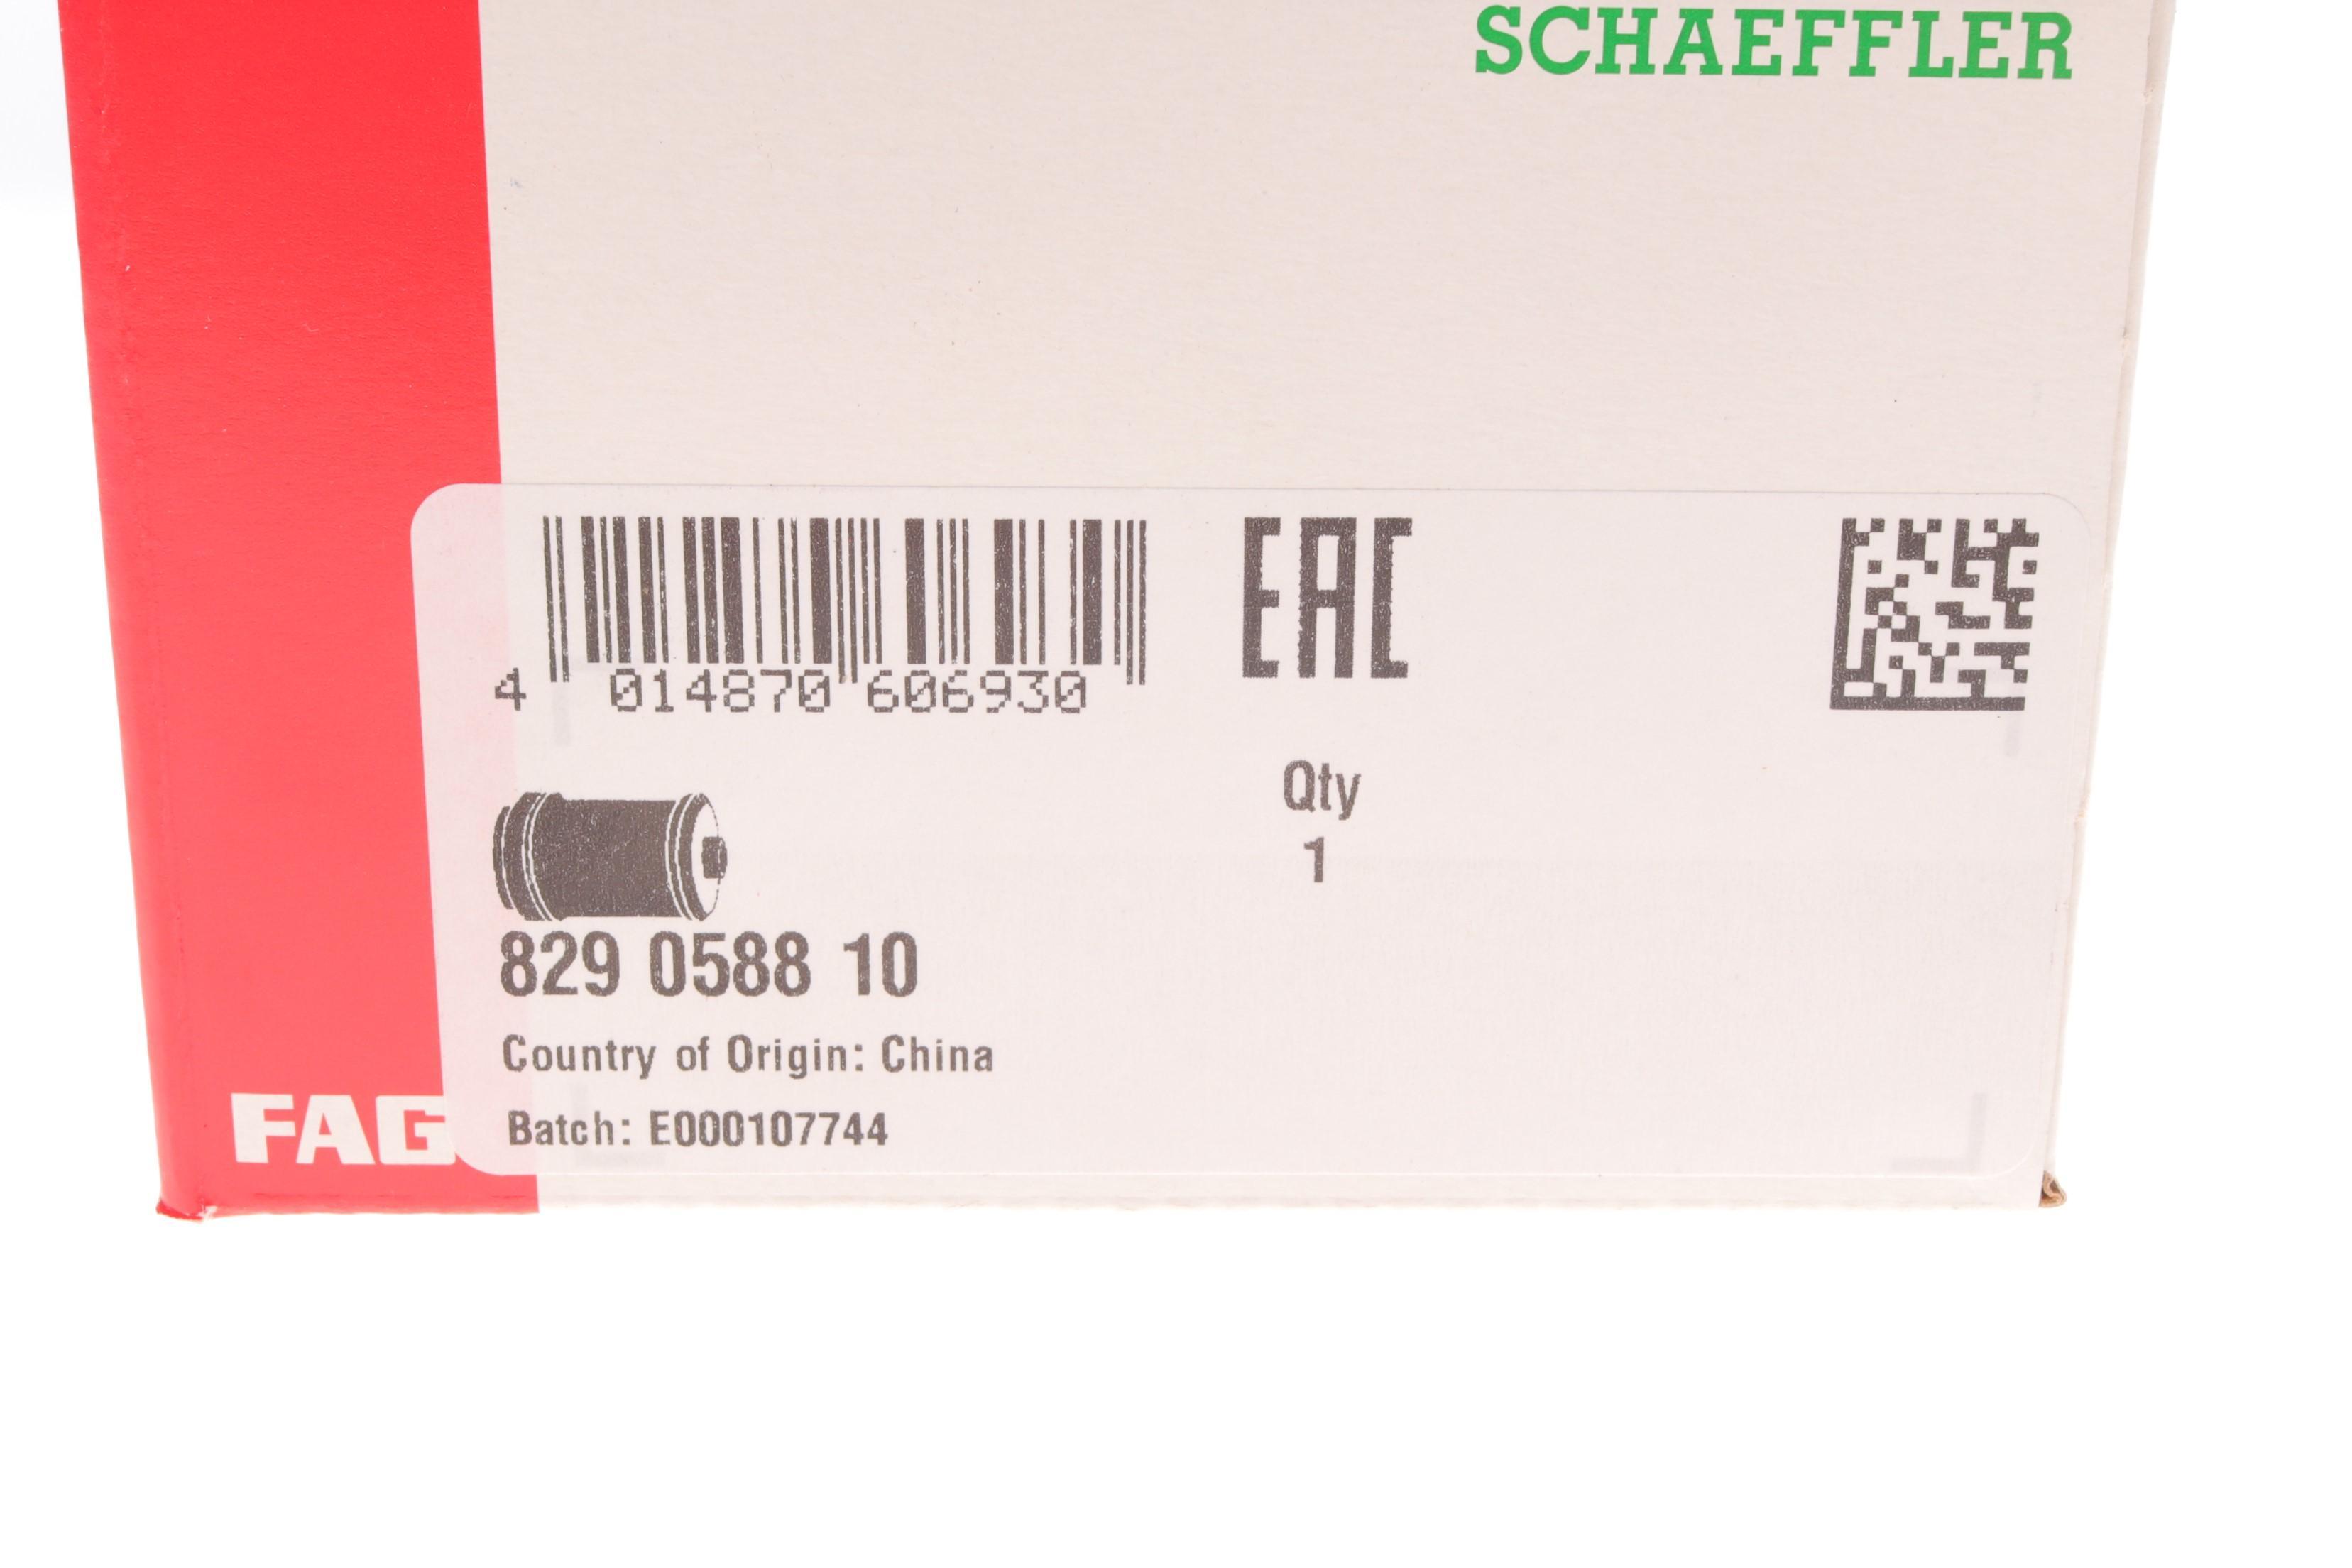 SCHAEFFLER
4 014870 606930
EAC
Qty
1
829 0588 10
Country of Origin: China
Batch: E000107744
FAG